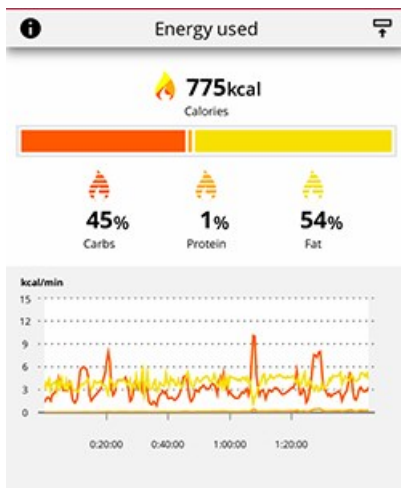 Energy used
775kcal
Calories
45% 1% 54%
Carbs Protein Fat
kcal/min
15
12
9
6
3
0
0:20:00 0:40:00 1:00:00 1:20:00